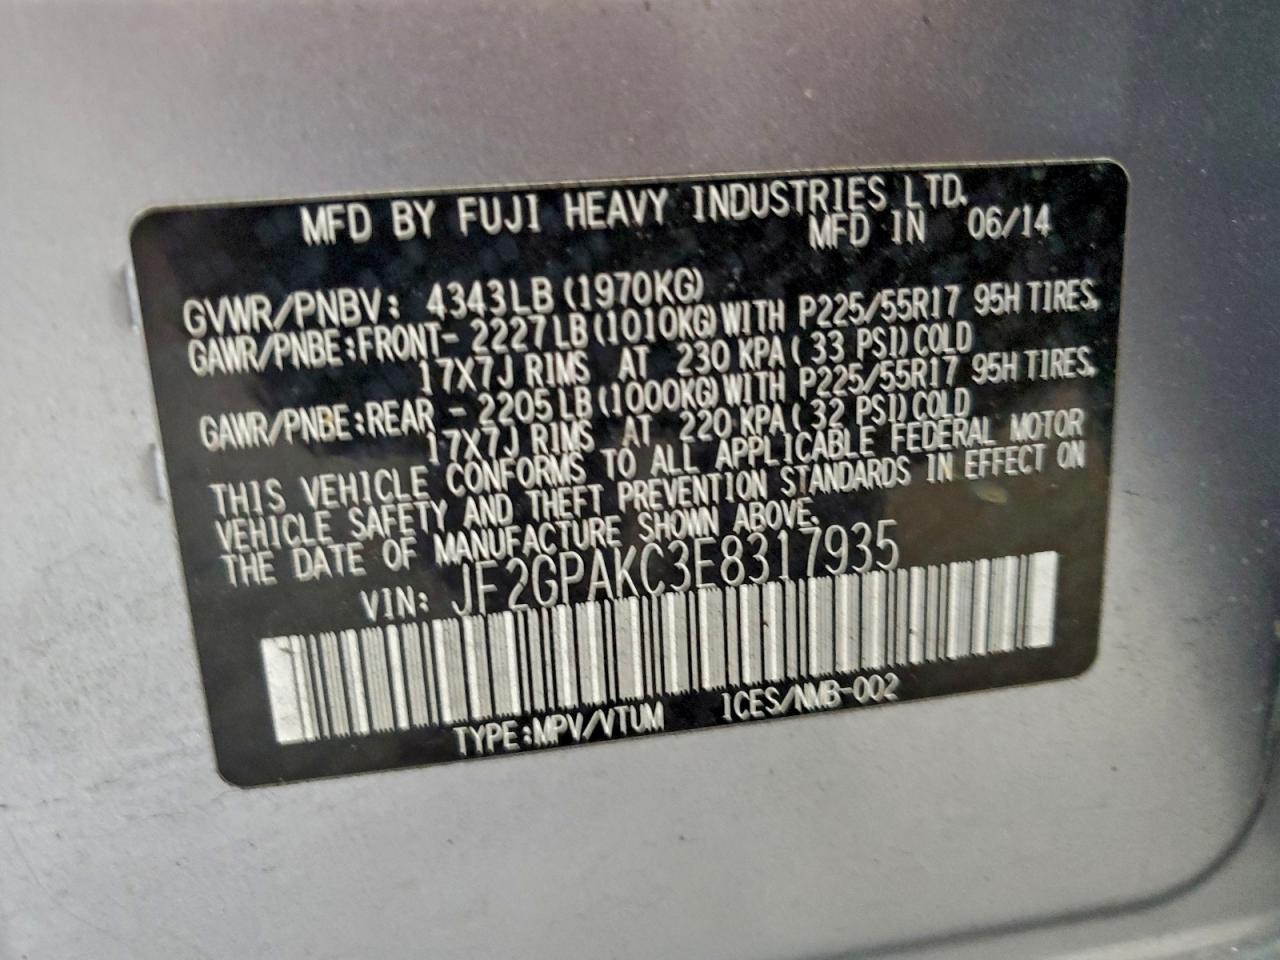 MFD BY FUJI HEAVY INDUSTRIES LTD.
MFD IN 06/14
GVWR/PNBV: 4343LB (1970KG)
GAWR/PNBE:FRONT- 2227LB (1010KG) WITH P225/55R17 95H TIRES,
17X7J RIMS AT 230 KPA ( 33 PSI) COLD
GAWR/PNBE:REAR - 2205LB (1000KG) WITH P225/55R17 95H TIRES,
17X7J RIMS AT 220 KPA ( 32 PSI) COLD
THIS VEHICLE CONFORMS TO ALL APPLICABLE FEDERAL MOTOR
VEHICLE SAFETY AND THEFT PREVENTION STANDARDS IN EFFECT ON
THE DATE OF MANUFACTURE SHOWN ABOVE.
VIN: JF2GPAKC3E8317935
TYPE:MPV/VTUM ICES/NMB-002